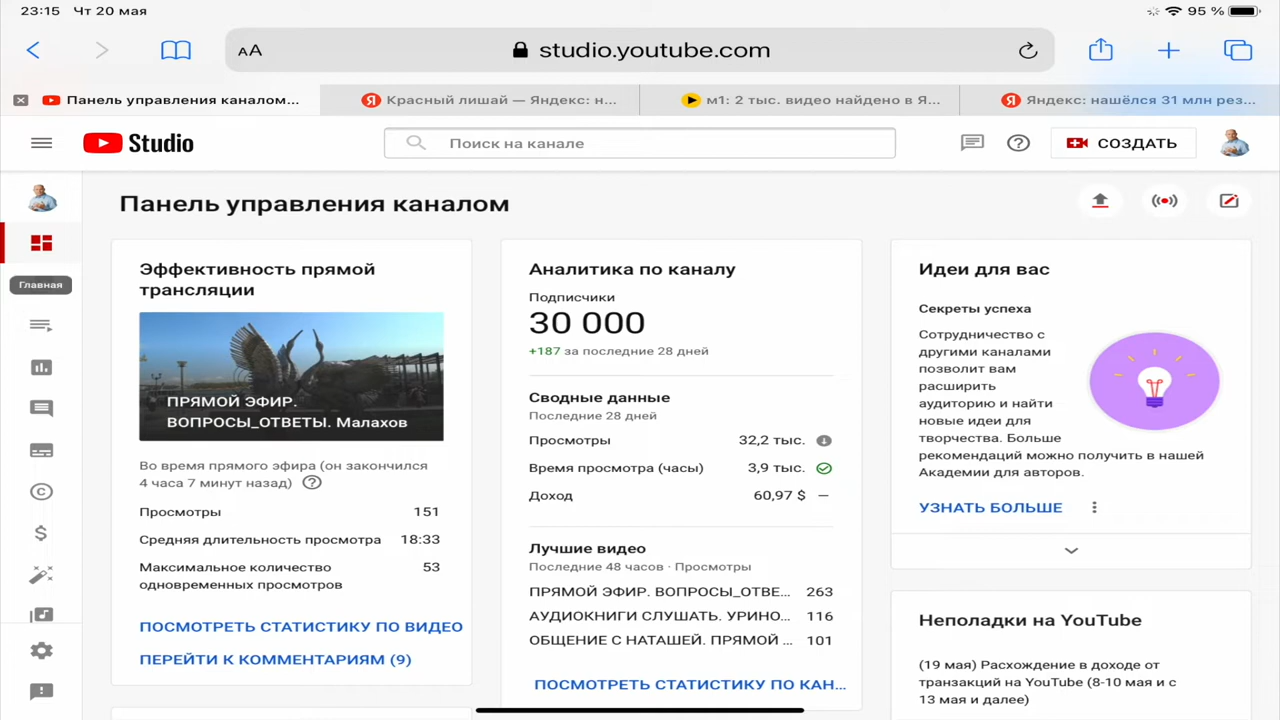 23:15 Чт 20 мая
95 %
AA
studio.youtube.com
Панель управления каналом...
Красный лишай — Яндекс: н...
м1: 2 тыс. видео найдено в Я...
Яндекс: нашёлся 31 млн рез...
Studio
Поиск на канале
СОЗДАТЬ
Главная
Панель управления каналом
Эффективность прямой
трансляции
ПРЯМОЙ ЭФИР.
ВОПРОСЫ_ОТВЕТЫ. Малахов
Во время прямого эфира (он закончился
4 часа 7 минут назад)
Просмотры 151
Средняя длительность просмотра 18:33
Максимальное количество 53
одновременных просмотров
ПОСМОТРЕТЬ СТАТИСТИКУ ПО ВИДЕО
ПЕРЕЙТИ К КОММЕНТАРИЯМ (9)
Аналитика по каналу
Подписчики
30 000
+187 за последние 28 дней
Сводные данные
Последние 28 дней
Просмотры 32,2 тыс.
Время просмотра (часы) 3,9 тыс.
Доход 60,97 $ —
Лучшие видео
Последние 48 часов · Просмотры
ПРЯМОЙ ЭФИР. ВОПРОСЫ_ОТВЕ... 263
АУДИОКНИГИ СЛУШАТЬ. УРИНО... 116
ОБЩЕНИЕ С НАТАШЕЙ. ПРЯМОЙ ... 101
ПОСМОТРЕТЬ СТАТИСТИКУ ПО КАН...
Идеи для вас
Секреты успеха
Сотрудничество с
другими каналами
позволит вам
расширить
аудиторию и найти
новые идеи для
творчества. Больше
рекомендаций можно получить в нашей
Академии для авторов.
УЗНАТЬ БОЛЬШЕ
Неполадки на YouTube
(19 мая) Расхождение в доходе от
транзакций на YouTube (8-10 мая и с
13 мая и далее)